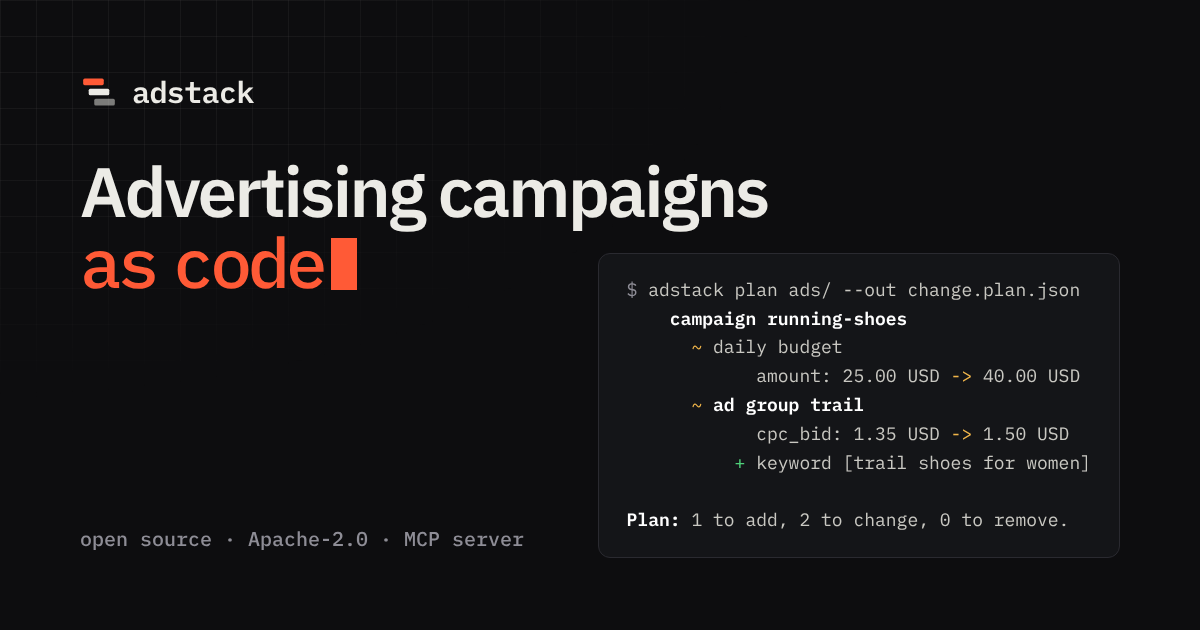 adstack
Advertising campaigns
as code
$ adstack plan ads/ --out change.plan.json
campaign running-shoes
~ daily budget
amount: 25.00 USD -> 40.00 USD
~ ad group trail
cpc_bid: 1.35 USD -> 1.50 USD
+ keyword [trail shoes for women]
Plan: 1 to add, 2 to change, 0 to remove.
open source · Apache-2.0 · MCP server